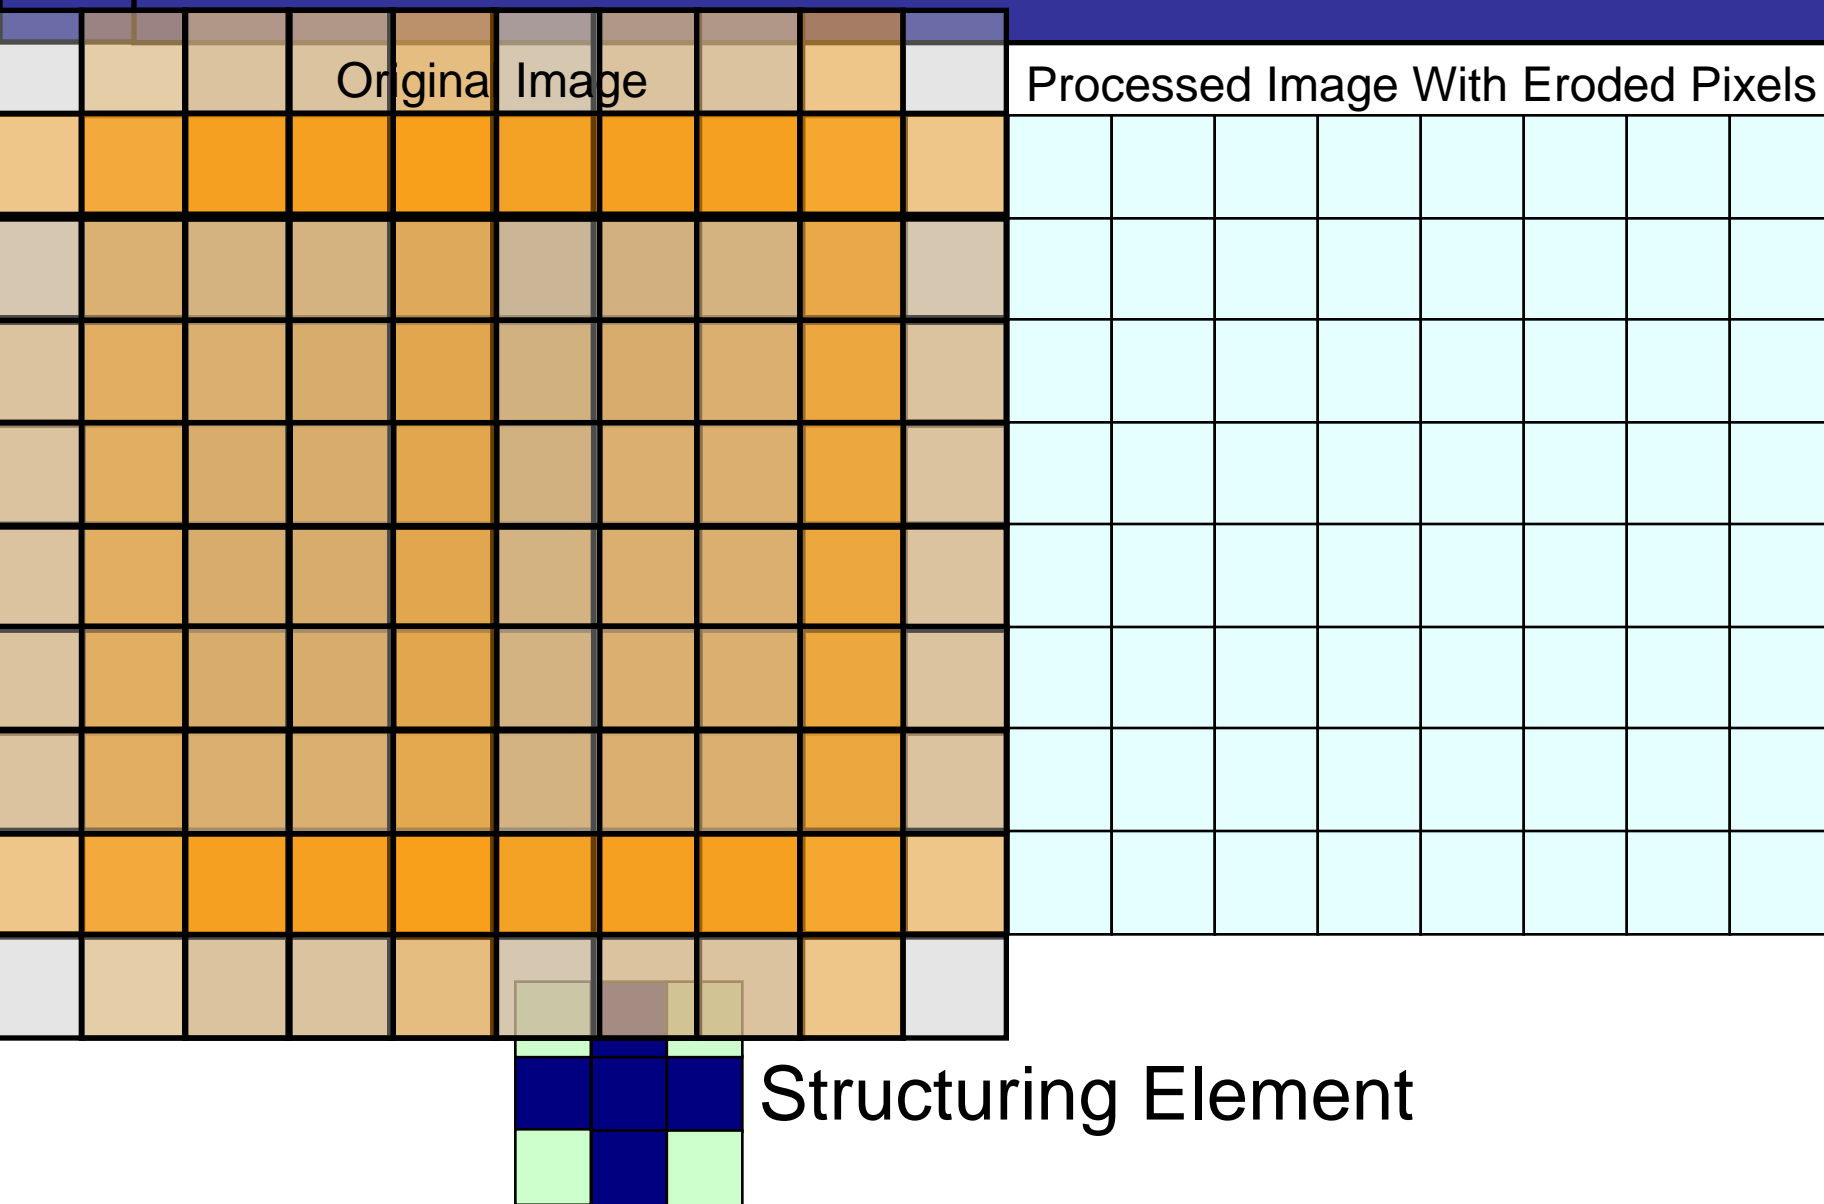 Original Image
Processed Image With Eroded Pixels
Structuring Element